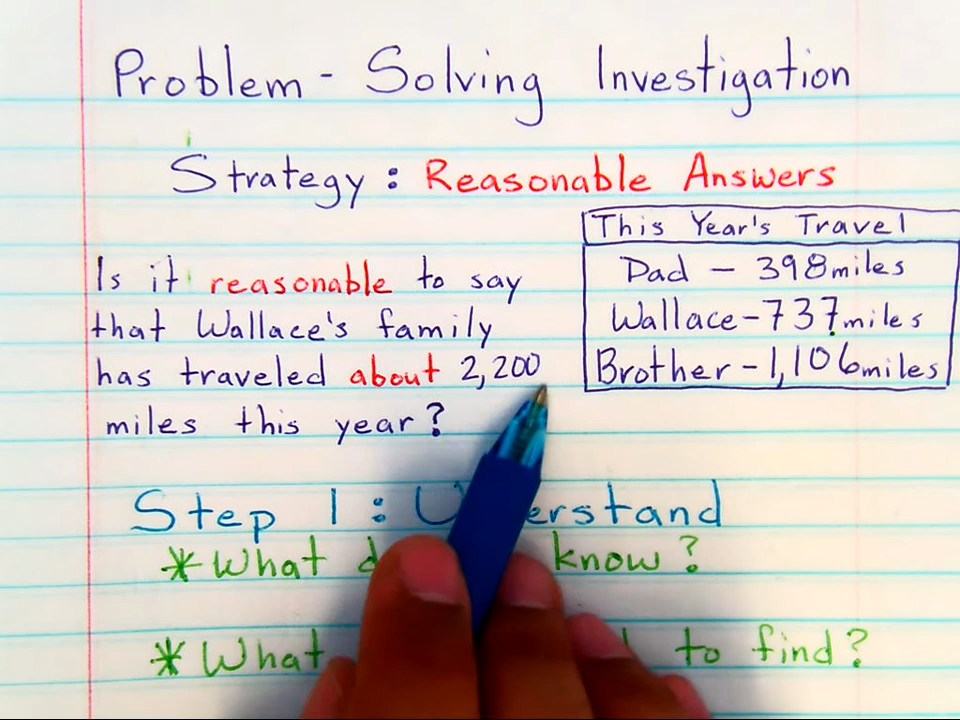 Problem-Solving Investigation
Strategy: Reasonable Answers
This Year's Travel
Dad - 398 miles
Wallace - 737 miles
Brother - 1,106 miles
Is it reasonable to say
that Wallace's family
has traveled about 2,200
miles this year?
Step 1: Understand
*What know?
*What to find?